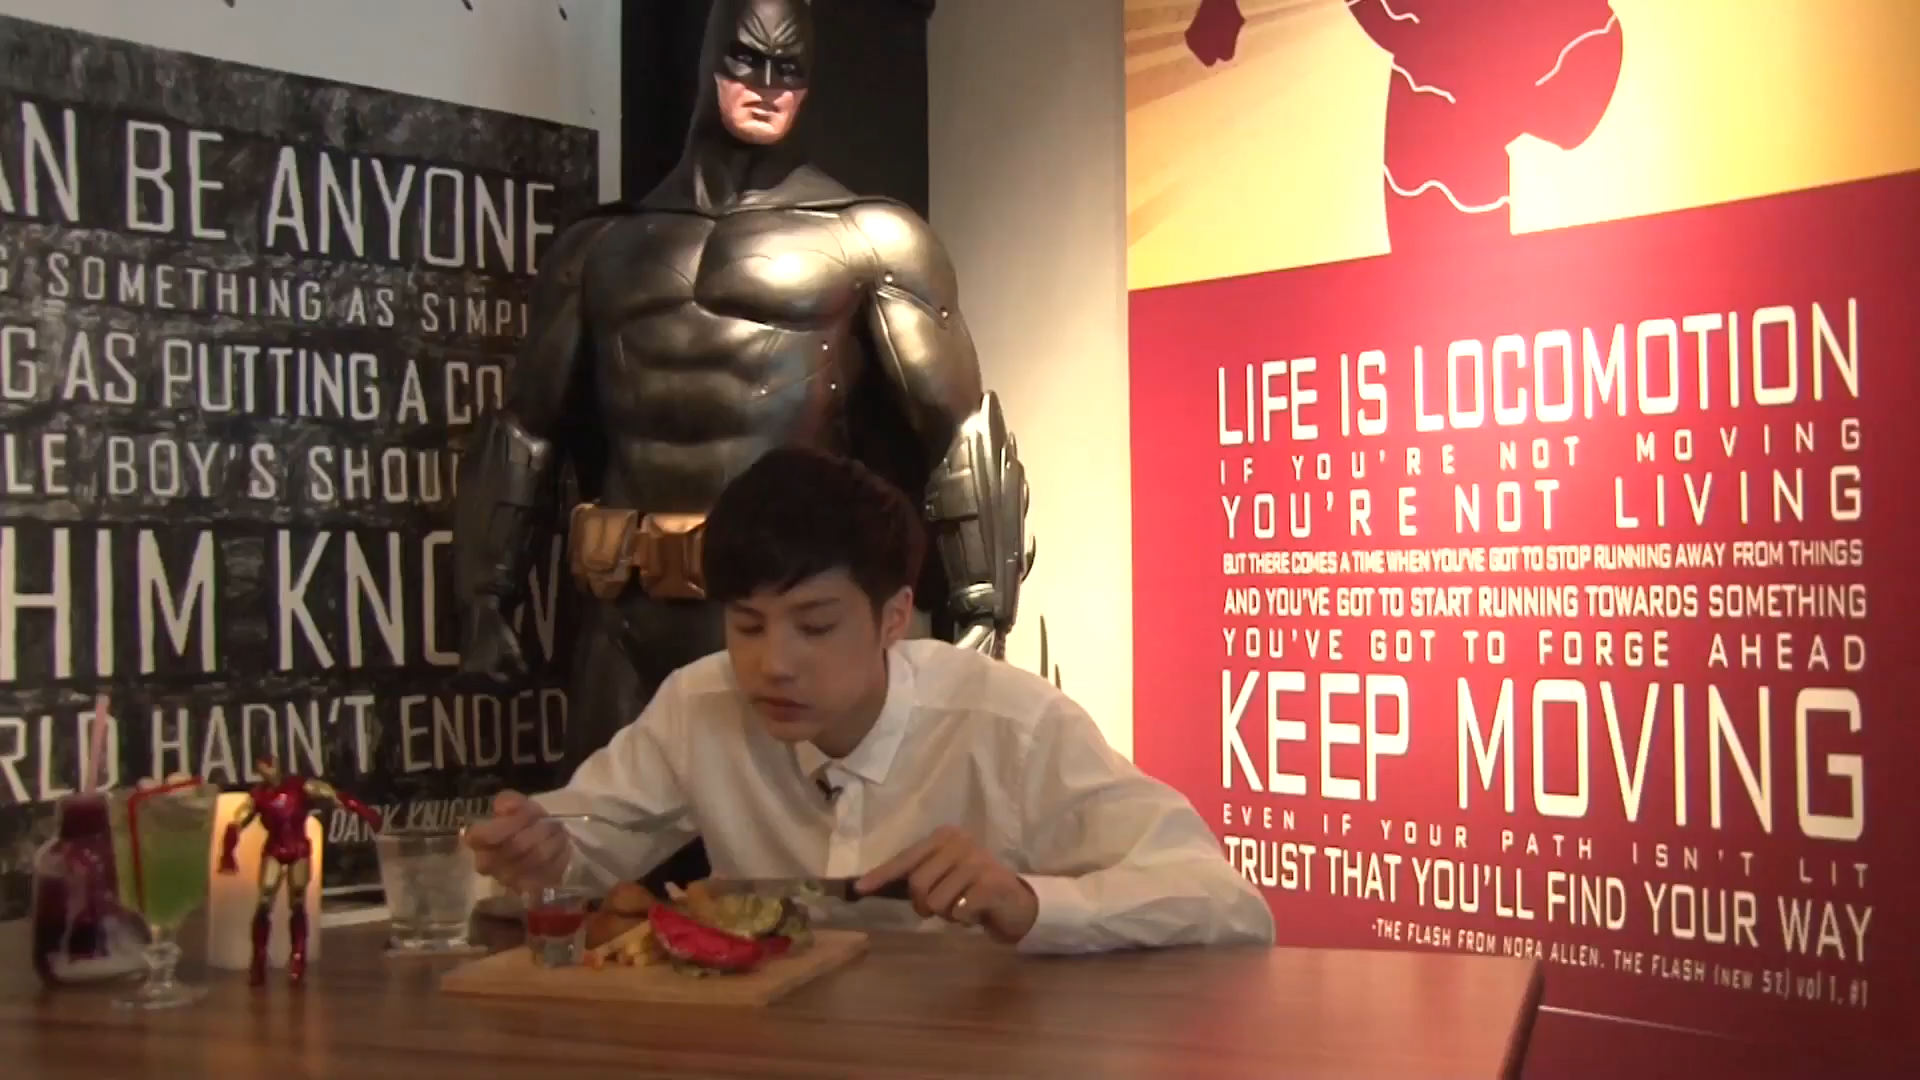 AN BE ANYONE
SOMETHING AS SIMPL
G AS PUTTING A CO
LE BOY'S SHOU
HIM KNOW
RLD HADN'T ENDED
DARK KNIGHT
LIFE IS LOCOMOTION
IF YOU'RE NOT MOVING
YOU'RE NOT LIVING
BUT THERE COMES A TIME WHEN YOU'VE GOT TO STOP RUNNING AWAY FROM THINGS
AND YOU'VE GOT TO START RUNNING TOWARDS SOMETHING
YOU'VE GOT TO FORGE AHEAD
KEEP MOVING
EVEN IF YOUR PATH ISN'T LIT
TRUST THAT YOU'LL FIND YOUR WAY
-THE FLASH FROM NORA ALLEN. THE FLASH (NEW 52) vol 1. #1